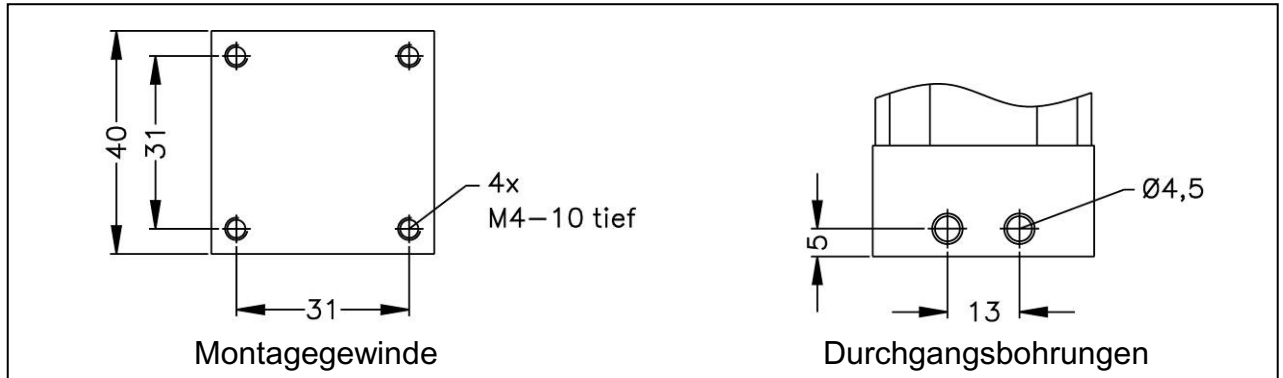 40
31
31
4x
M4–10 tief
Montagegewinde
5
13
Ø4,5
Durchgangsbohrungen